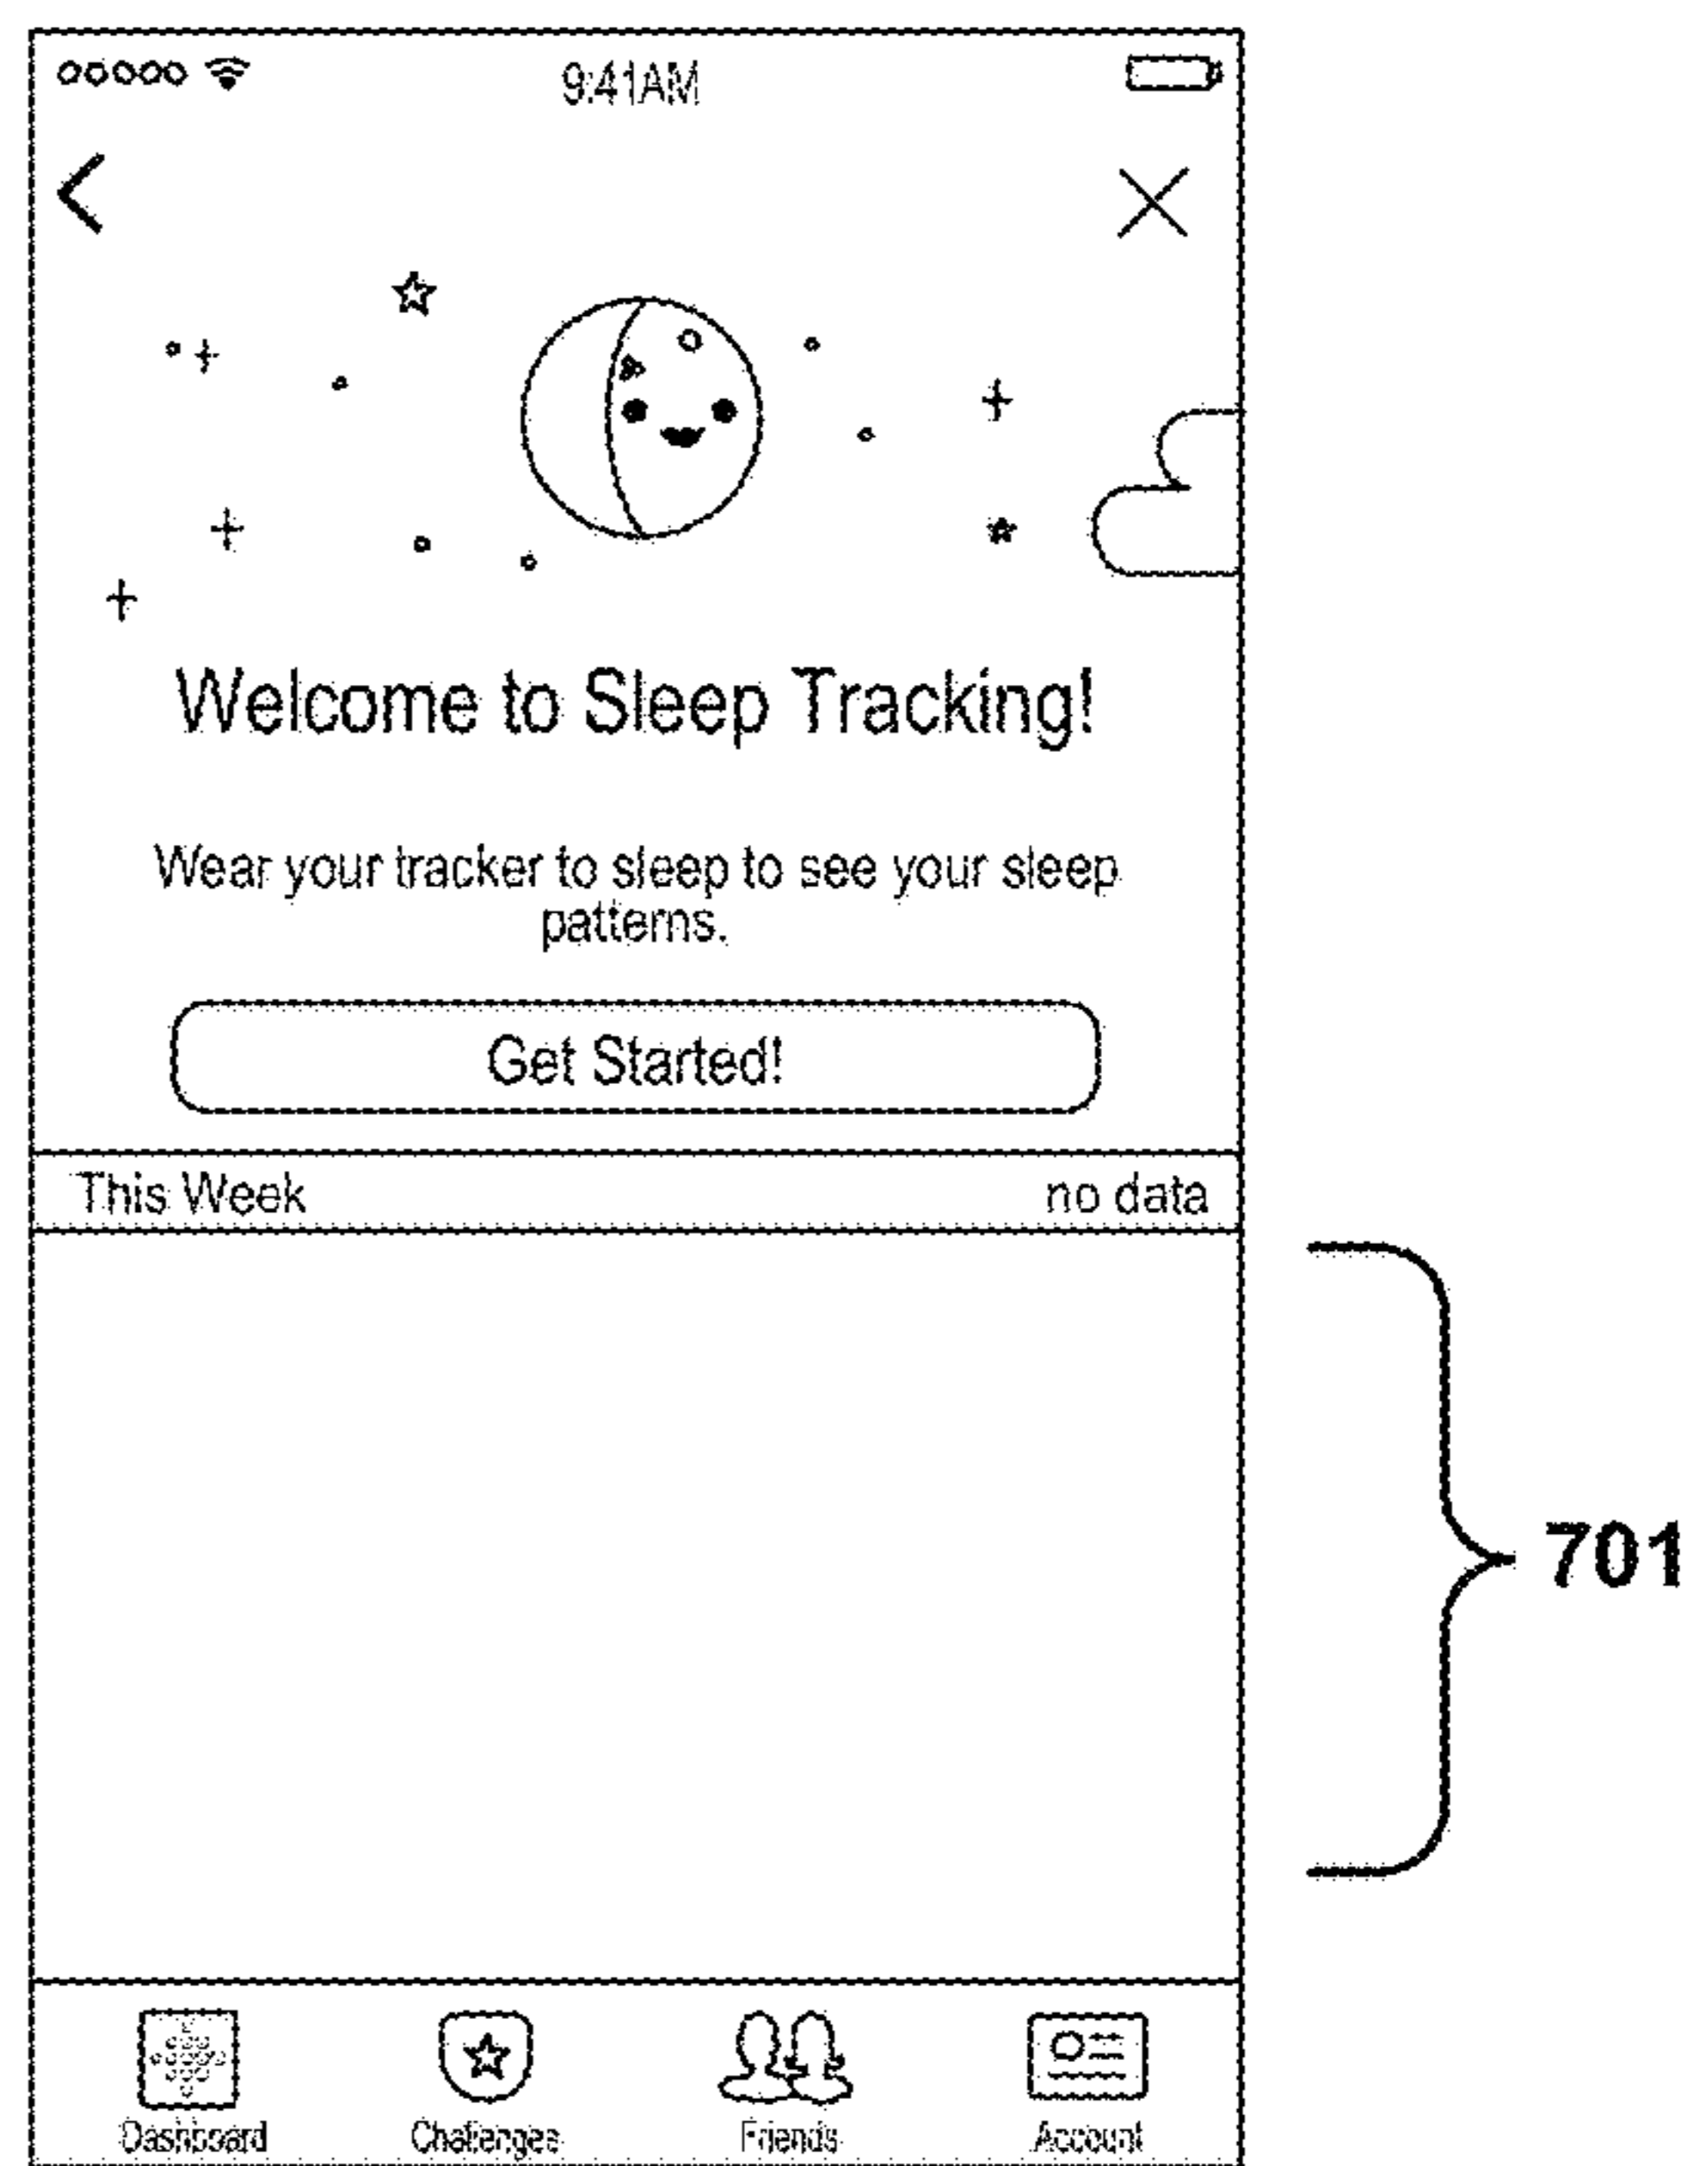 9:41AM
Welcome to Sleep Tracking!
Wear your tracker to sleep to see your sleep
patterns.
Get Started!
This Week no data
701
Dashboard Challenges Friends Account